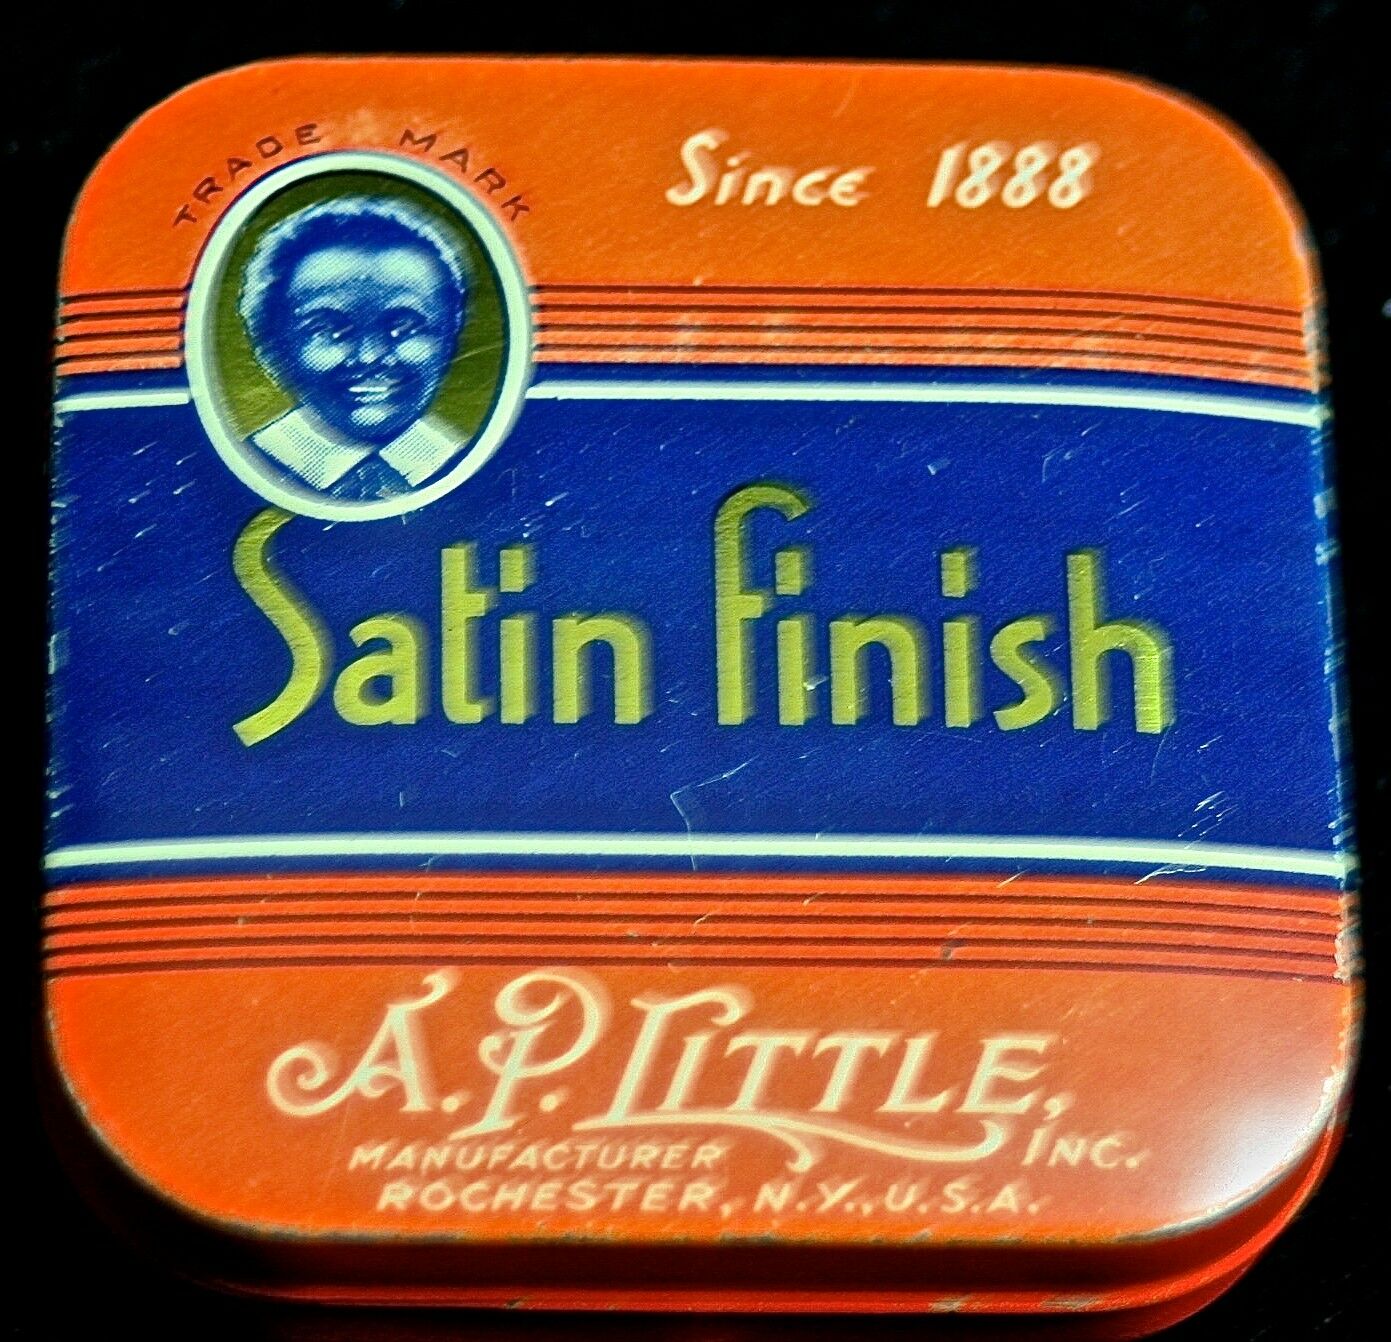 TRADE MARK
Since 1888
Satin finish
A.P. LITTLE, INC.
MANUFACTURER
ROCHESTER, N.Y., U.S.A.